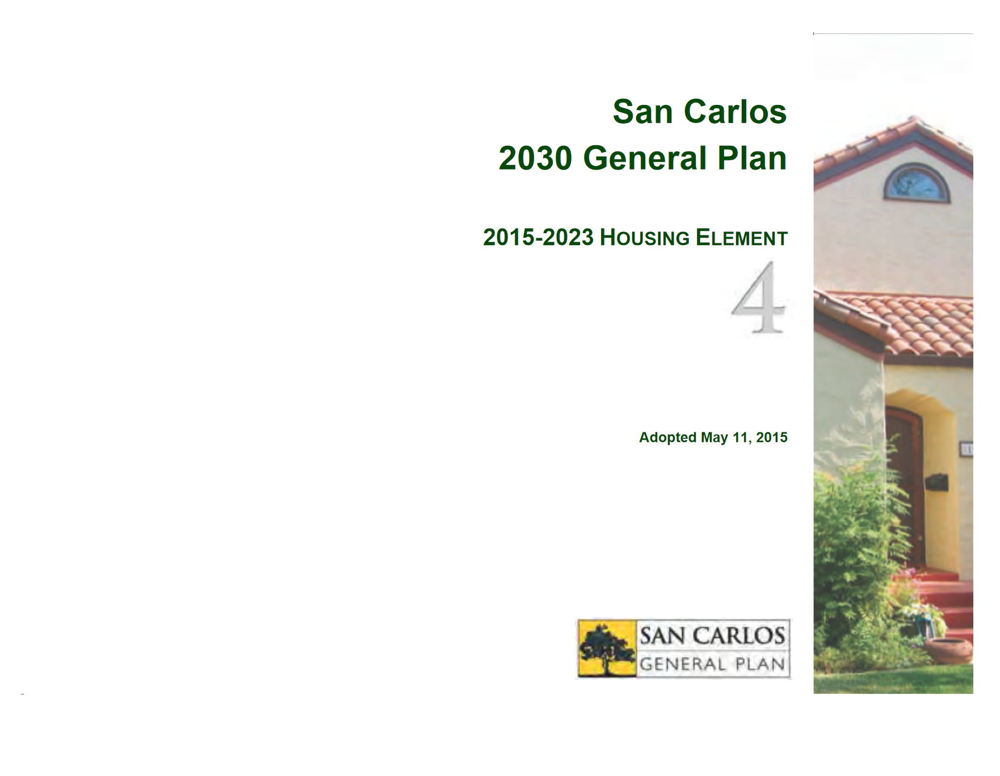 San Carlos
2030 General Plan
2015-2023 HOUSING ELEMENT
4
Adopted May 11, 2015
SAN CARLOS
GENERAL PLAN